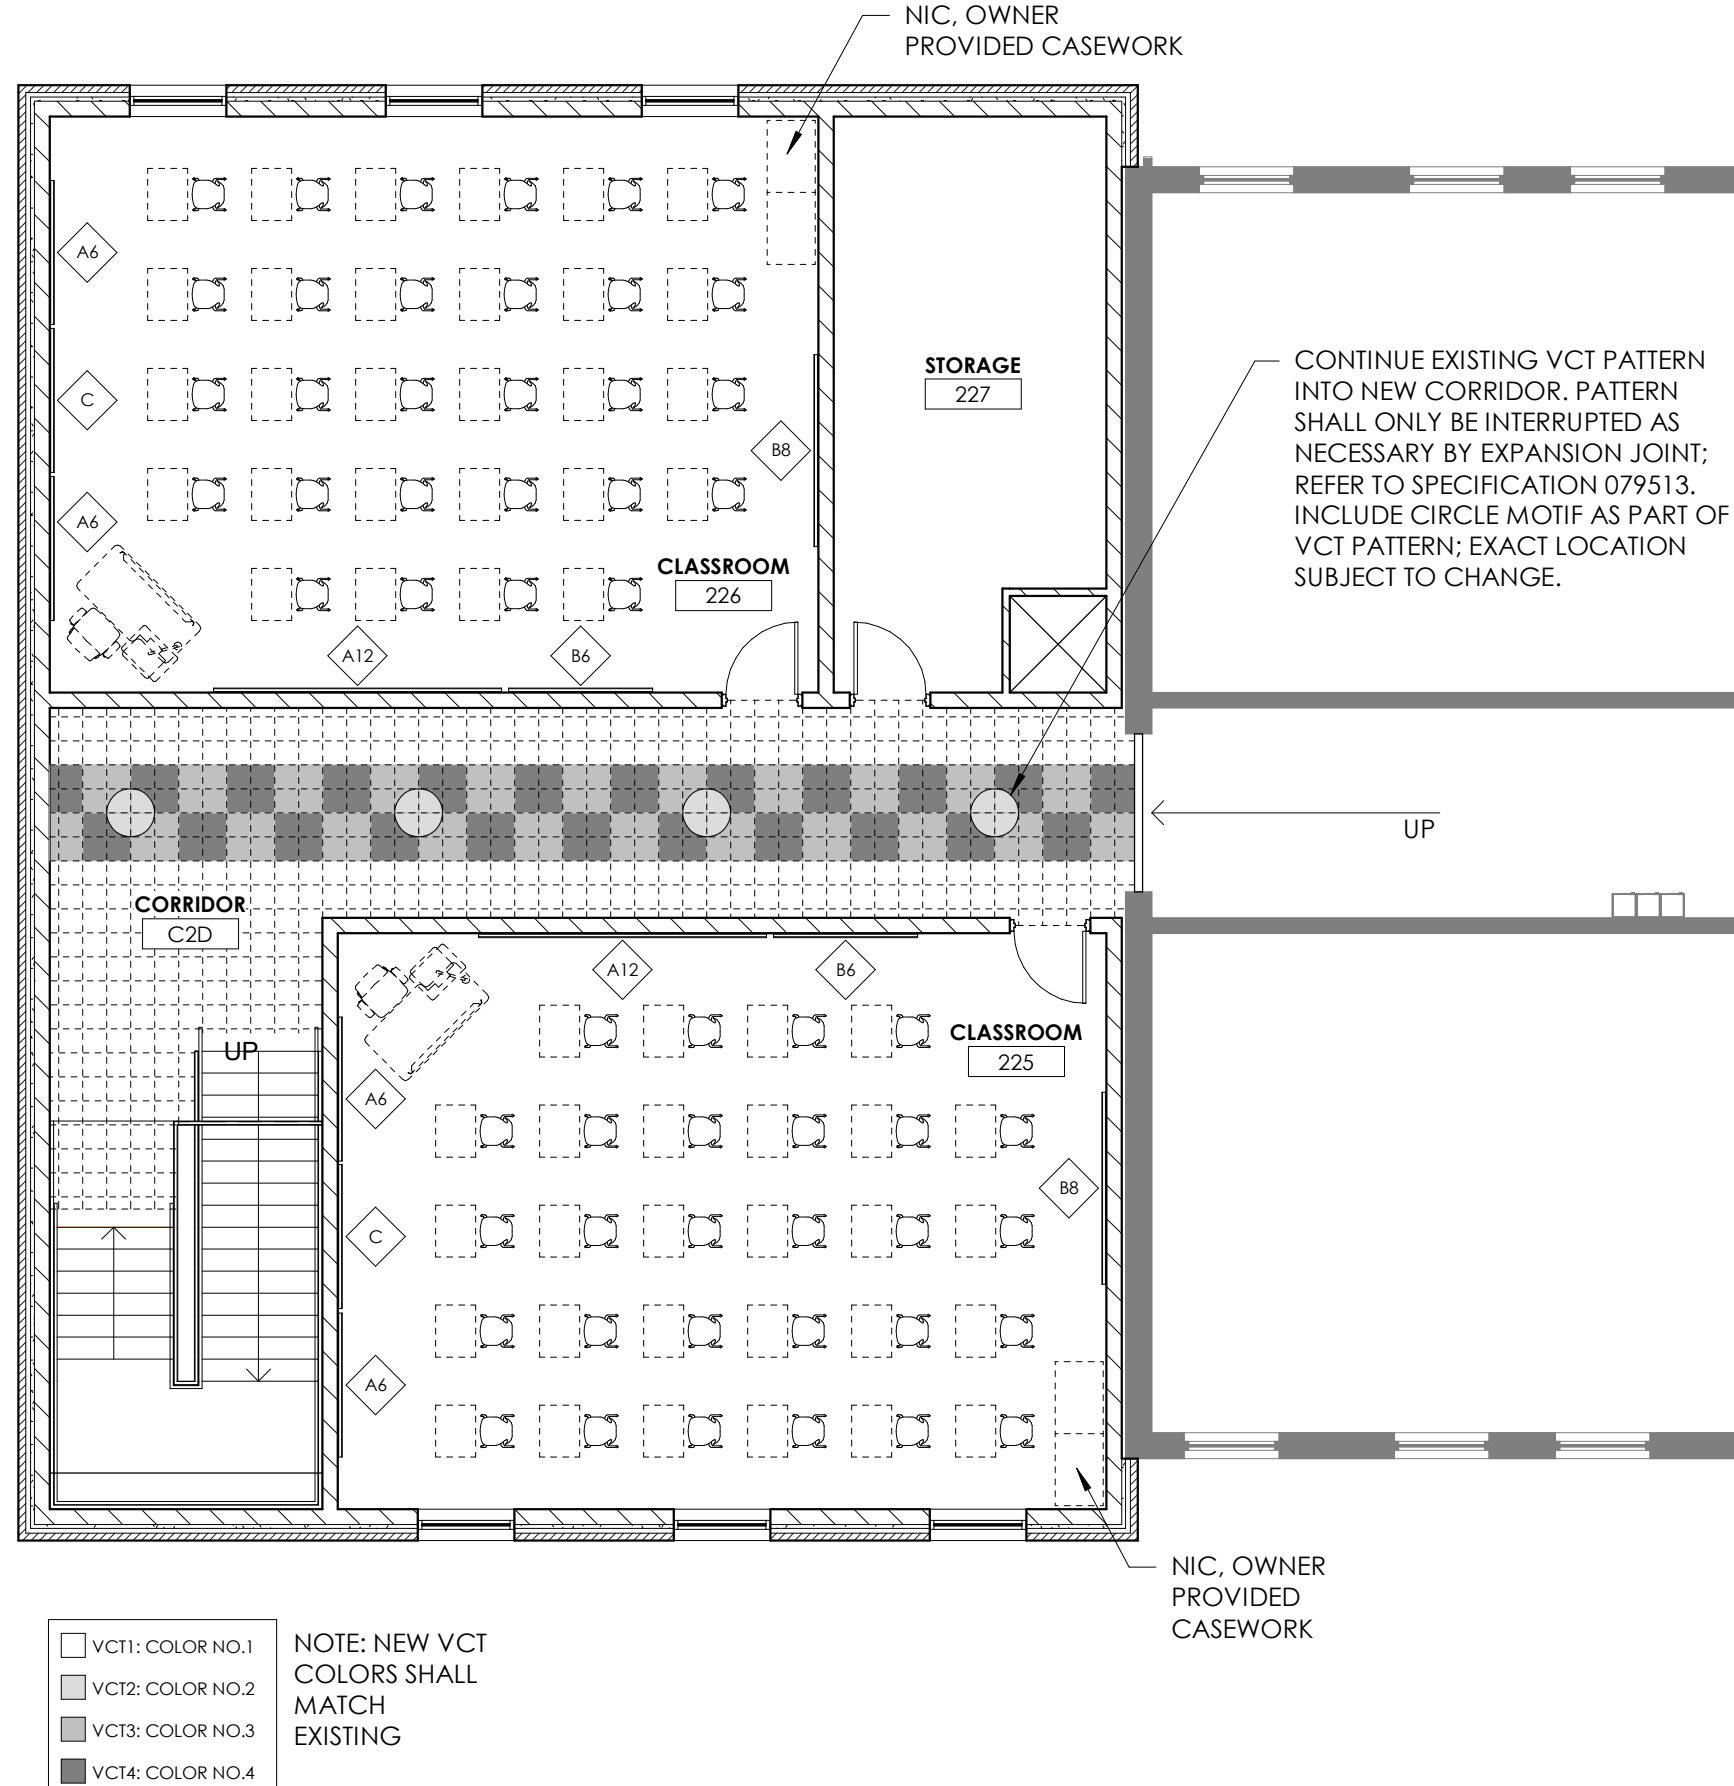 NIC, OWNER
PROVIDED CASEWORK
A6
C
A6
B8
STORAGE
227
CONTINUE EXISTING VCT PATTERN
INTO NEW CORRIDOR. PATTERN
SHALL ONLY BE INTERRUPTED AS
NECESSARY BY EXPANSION JOINT;
REFER TO SPECIFICATION 079513.
INCLUDE CIRCLE MOTIF AS PART OF
VCT PATTERN; EXACT LOCATION
SUBJECT TO CHANGE.
CLASSROOM
226
A12
B6
UP
CORRIDOR
C2D
A12
B6
UP
CLASSROOM
225
A6
B8
C
A6
NIC, OWNER
PROVIDED
CASEWORK
VCT1: COLOR NO.1
VCT2: COLOR NO.2
VCT3: COLOR NO.3
VCT4: COLOR NO.4
NOTE: NEW VCT
COLORS SHALL
MATCH
EXISTING